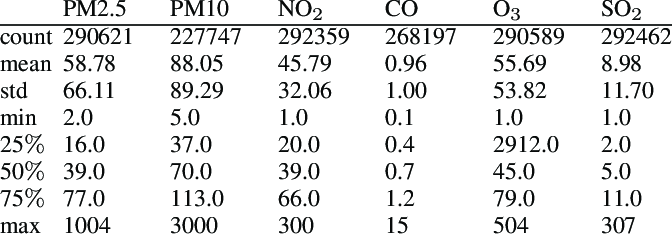 PM2.5 PM10 NO₂ CO O₃ SO₂
count 290621 227747 292359 268197 290589 292462
mean 58.78 88.05 45.79 0.96 55.69 8.98
std 66.11 89.29 32.06 1.00 53.82 11.70
min 2.0 5.0 1.0 0.1 1.0 1.0
25% 16.0 37.0 20.0 0.4 2912.0 2.0
50% 39.0 70.0 39.0 0.7 45.0 5.0
75% 77.0 113.0 66.0 1.2 79.0 11.0
max 1004 3000 300 15 504 307